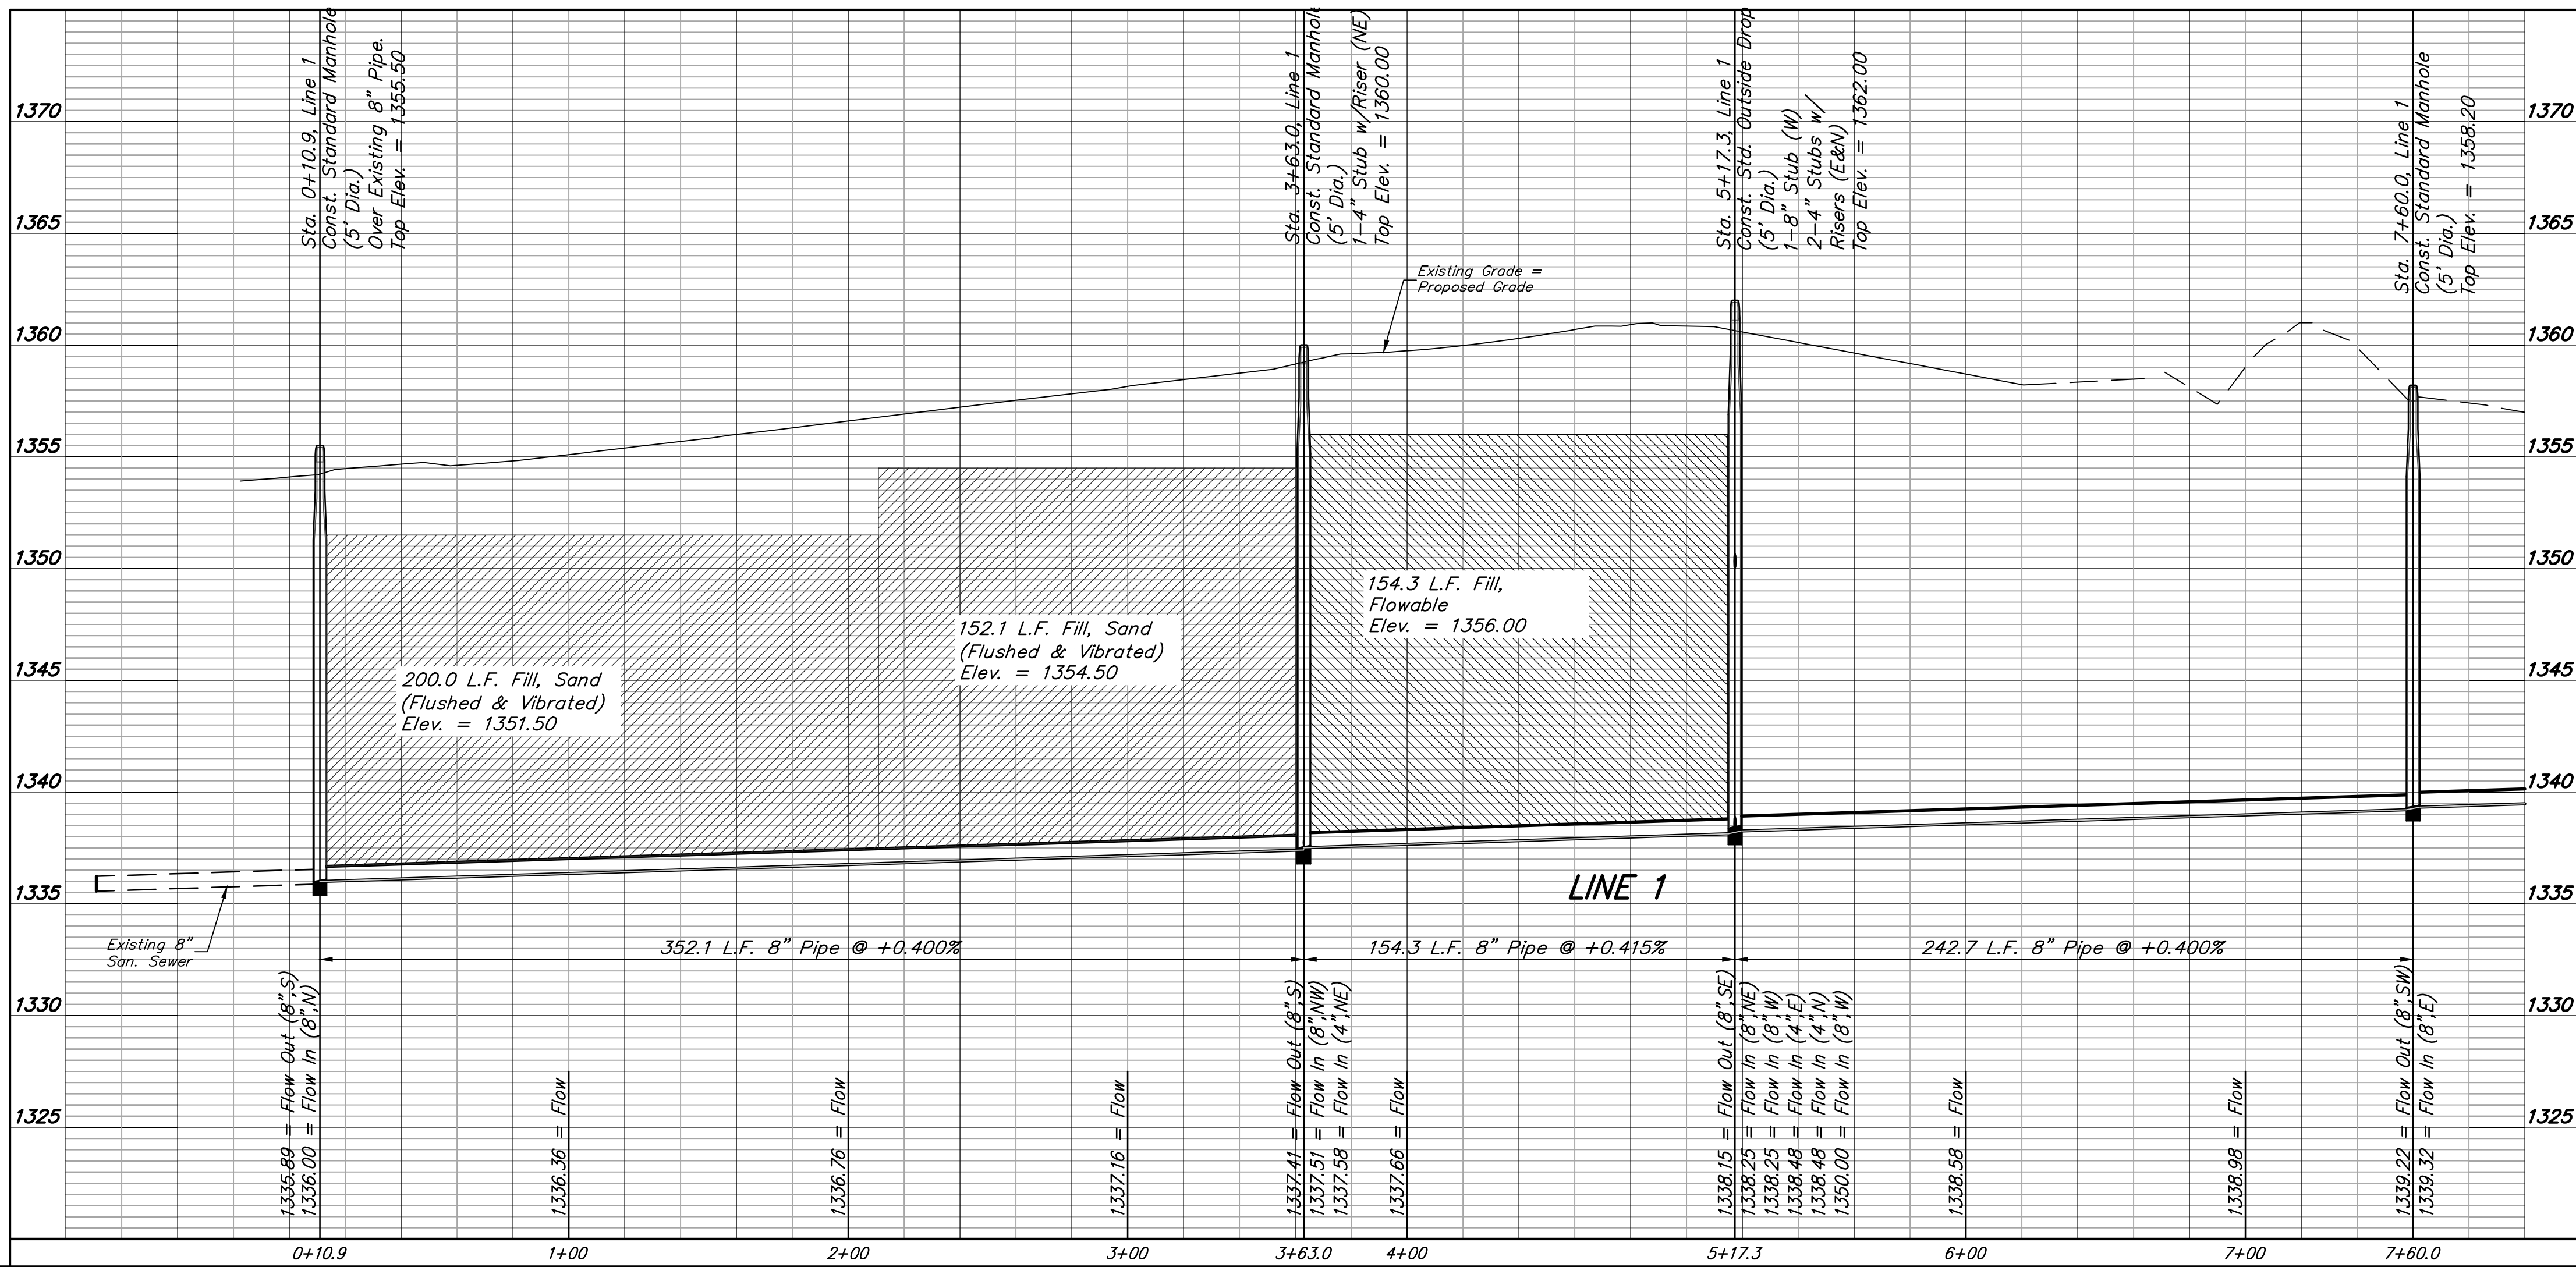 Sta. 0+10.9, Line 1
Const. Standard Manhole
(5' Dia.)
Over Existing 8" Pipe.
Top Elev. = 1355.50
Sta. 3+63.0, Line 1
Const. Standard Manhole
(5' Dia.)
1-4" Stub w/Riser (NE)
Top Elev. = 1360.00
Sta. 5+17.3, Line 1
Const. Std. Outside Drop
(5' Dia.)
1-8" Stub (W)
2-4" Stubs w/
Risers (E&N)
Top Elev. = 1362.00
Sta. 7+60.0, Line 1
Const. Standard Manhole
(5' Dia.)
Top Elev. = 1358.20
1370
1370
1365
1365
Existing Grade =
Proposed Grade
1360
1360
1355
1355
1350
1350
154.3 L.F. Fill,
Flowable
Elev. = 1356.00
152.1 L.F. Fill, Sand
(Flushed & Vibrated)
Elev. = 1354.50
1345
1345
200.0 L.F. Fill, Sand
(Flushed & Vibrated)
Elev. = 1351.50
1340
1340
1335
1335
LINE 1
Existing 8"
San. Sewer
352.1 L.F. 8" Pipe @ +0.400%
154.3 L.F. 8" Pipe @ +0.415%
242.7 L.F. 8" Pipe @ +0.400%
1330
1330
1325
1325
1335.89 = Flow Out (8",S)
1336.00 = Flow In (8",N)
1336.36 = Flow
1336.76 = Flow
1337.16 = Flow
1337.41 = Flow Out (8",S)
1337.51 = Flow In (8",NW)
1337.58 = Flow In (4",NE)
1337.66 = Flow
1338.15 = Flow Out (8",SE)
1338.25 = Flow In (8",NE)
1338.25 = Flow In (8",W)
1338.48 = Flow In (4",E)
1338.48 = Flow In (4",N)
1350.00 = Flow In (8",W)
1338.58 = Flow
1338.98 = Flow
1339.22 = Flow Out (8",SW)
1339.32 = Flow In (8",E)
0+10.9
1+00
2+00
3+00
3+63.0
4+00
5+17.3
6+00
7+00
7+60.0